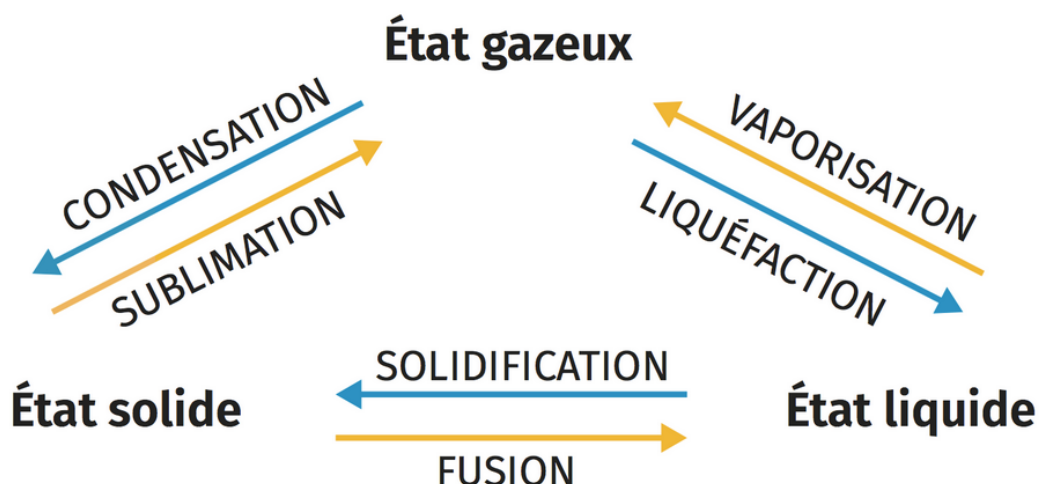 État gazeux
CONDENSATION
SUBLIMATION
VAPORISATION
LIQUÉFACTION
SOLIDIFICATION
État solide
État liquide
FUSION